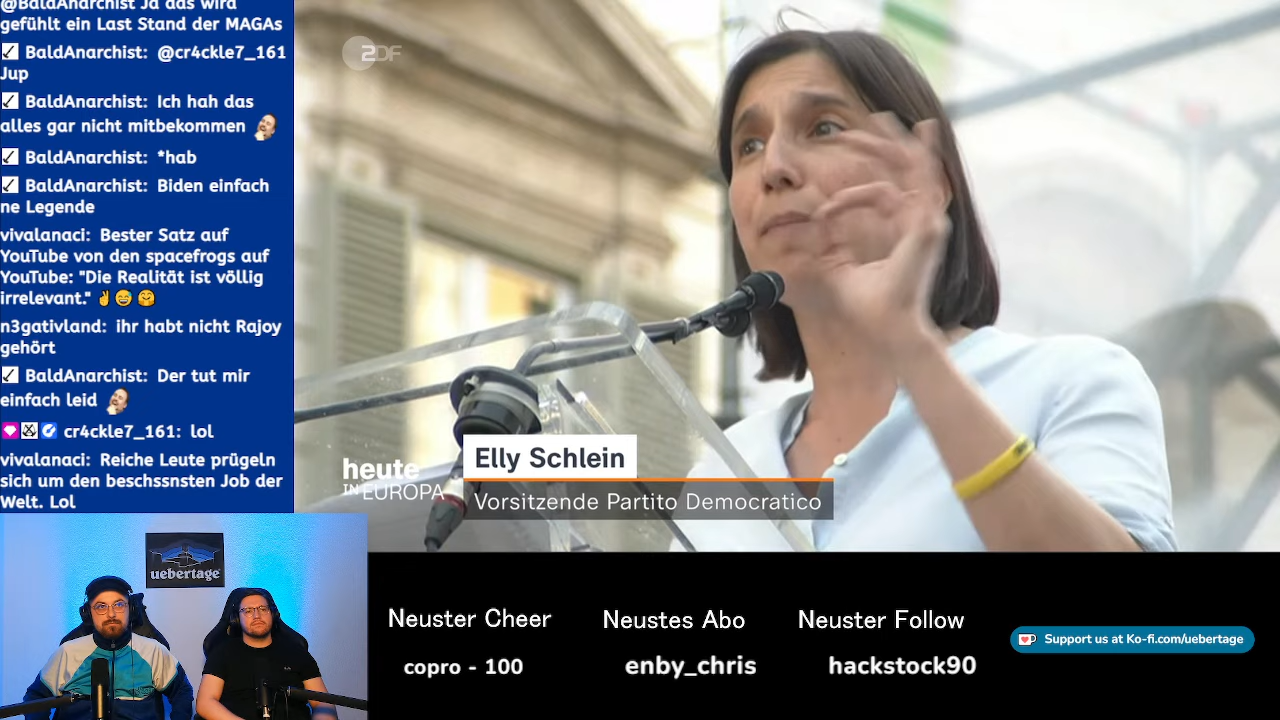 @BaldAnarchist Ja das wird
gefühlt ein Last Stand der MAGAs
BaldAnarchist: @cr4ckle7_161
Jup
BaldAnarchist: Ich hah das
alles gar nicht mitbekommen
BaldAnarchist: *hab
BaldAnarchist: Biden einfach
ne Legende
vivalanaci: Bester Satz auf
YouTube von den spacefrogs auf
YouTube: "Die Realität ist völlig
irrelevant." ✌😅🤗
n3gativland: ihr habt nicht Rajoy
gehört
BaldAnarchist: Der tut mir
einfach leid
cr4ckle7_161: lol
vivalanaci: Reiche Leute prügeln
sich um den beschssnsten Job der
Welt. Lol
ZDF
heute
IN EUROPA
Elly Schlein
Vorsitzende Partito Democratico
uebertage
Neuster Cheer
copro - 100
Neustes Abo
enby_chris
Neuster Follow
hackstock90
Support us at Ko-fi.com/uebertage